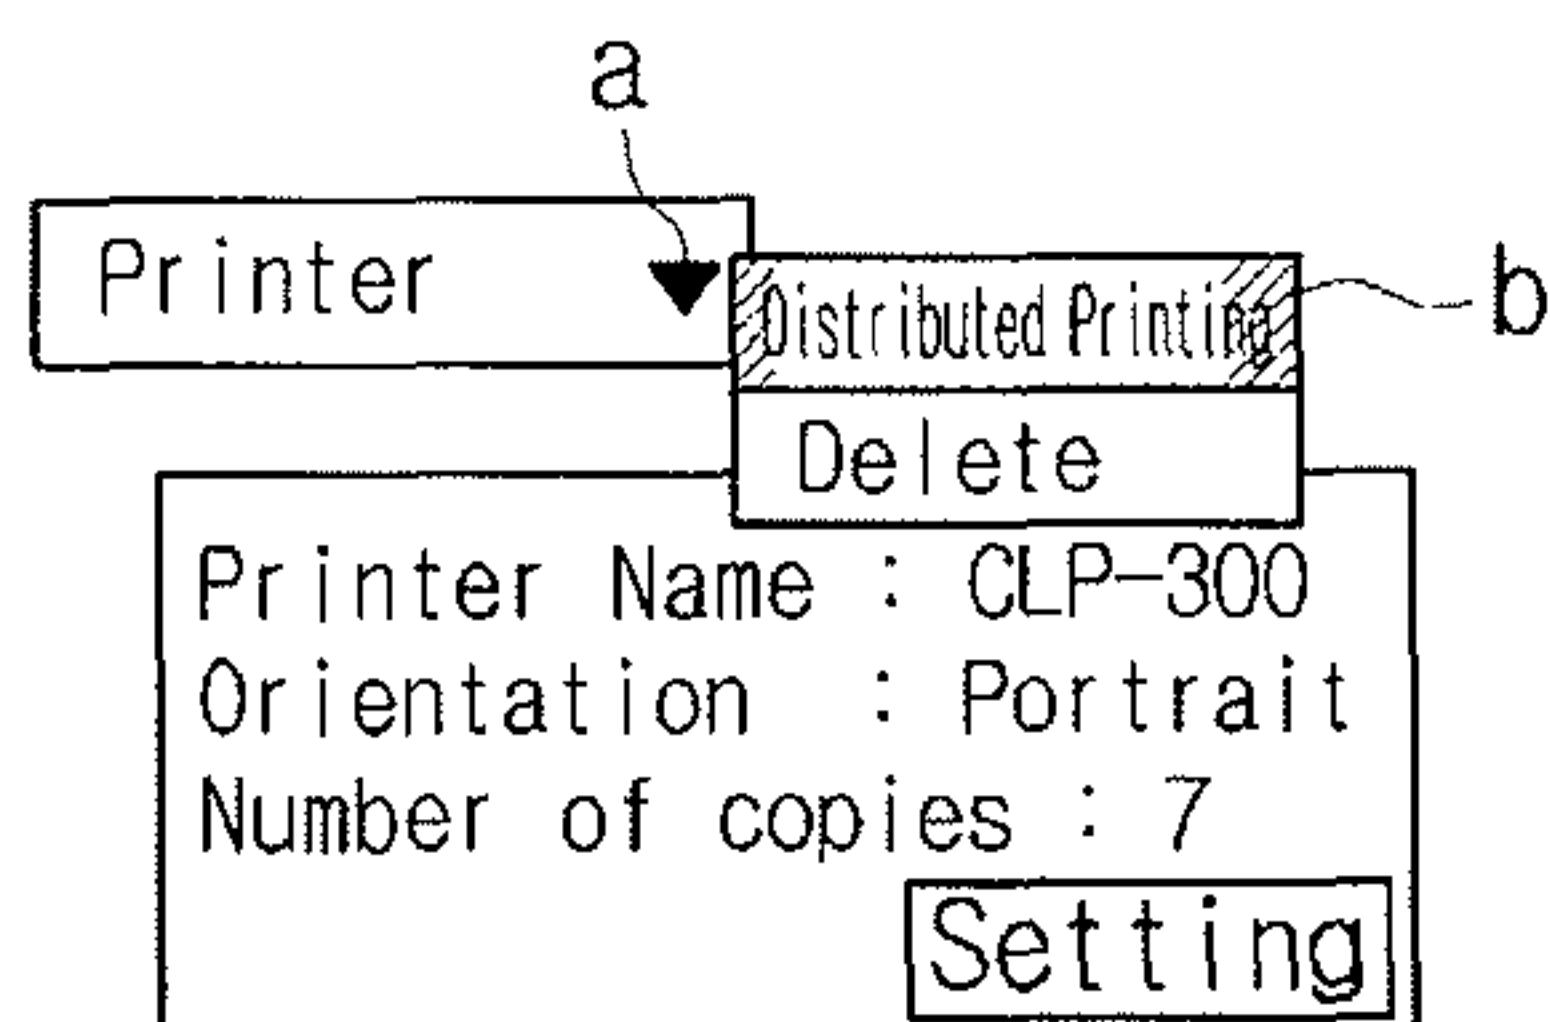 a
Printer
Distributed Printing
b
Delete
Printer Name : CLP-300
Orientation : Portrait
Number of copies : 7
Setting